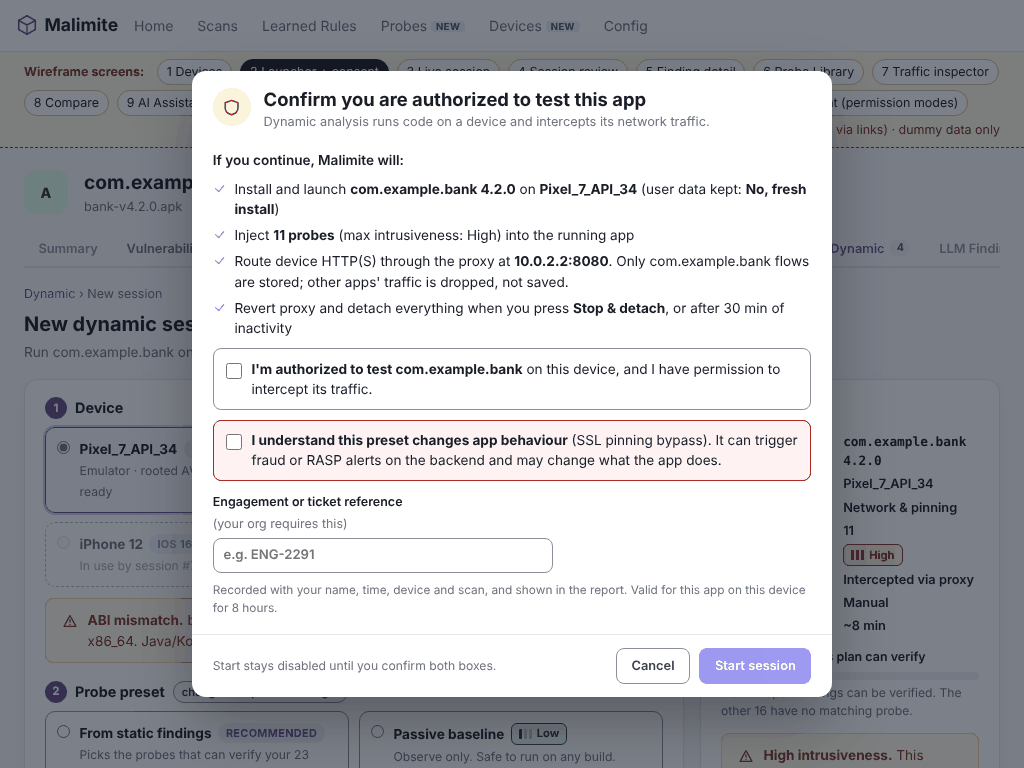 Malimite Home Scans Learned Rules Probes NEW Devices NEW Config
Wireframe screens: 1 Devices 2 Launcher + consent 3 Live session 4 Session review 5 Finding detail 6 Probe Library 7 Traffic inspector
8 Compare 9 AI Assista t (permission modes)
via links) · dummy data only
A com.examp
bank-v4.2.0.apk
Summary Vulnerabili Dynamic 4 LLM Findi
Dynamic › New session
New dynamic ses
Run com.example.bank on
1 Device
Pixel_7_API_34
Emulator · rooted AV
ready
iPhone 12 IOS 16
In use by session #
ABI mismatch. b
x86_64. Java/Ko
2 Probe preset
From static findings RECOMMENDED
Picks the probes that can verify your 23
Passive baseline Low
Observe only. Safe to run on any build.
com.example.bank
4.2.0
Pixel_7_API_34
Network & pinning
11
High
Intercepted via proxy
Manual
~8 min
plan can verify
gs can be verified. The
other 16 have no matching probe.
High intrusiveness. This
Confirm you are authorized to test this app
Dynamic analysis runs code on a device and intercepts its network traffic.
If you continue, Malimite will:
Install and launch com.example.bank 4.2.0 on Pixel_7_API_34 (user data kept: No, fresh
install)
Inject 11 probes (max intrusiveness: High) into the running app
Route device HTTP(S) through the proxy at 10.0.2.2:8080. Only com.example.bank flows
are stored; other apps' traffic is dropped, not saved.
Revert proxy and detach everything when you press Stop & detach, or after 30 min of
inactivity
I'm authorized to test com.example.bank on this device, and I have permission to
intercept its traffic.
I understand this preset changes app behaviour (SSL pinning bypass). It can trigger
fraud or RASP alerts on the backend and may change what the app does.
Engagement or ticket reference
(your org requires this)
e.g. ENG-2291
Recorded with your name, time, device and scan, and shown in the report. Valid for this app on this device
for 8 hours.
Start stays disabled until you confirm both boxes.
Cancel
Start session